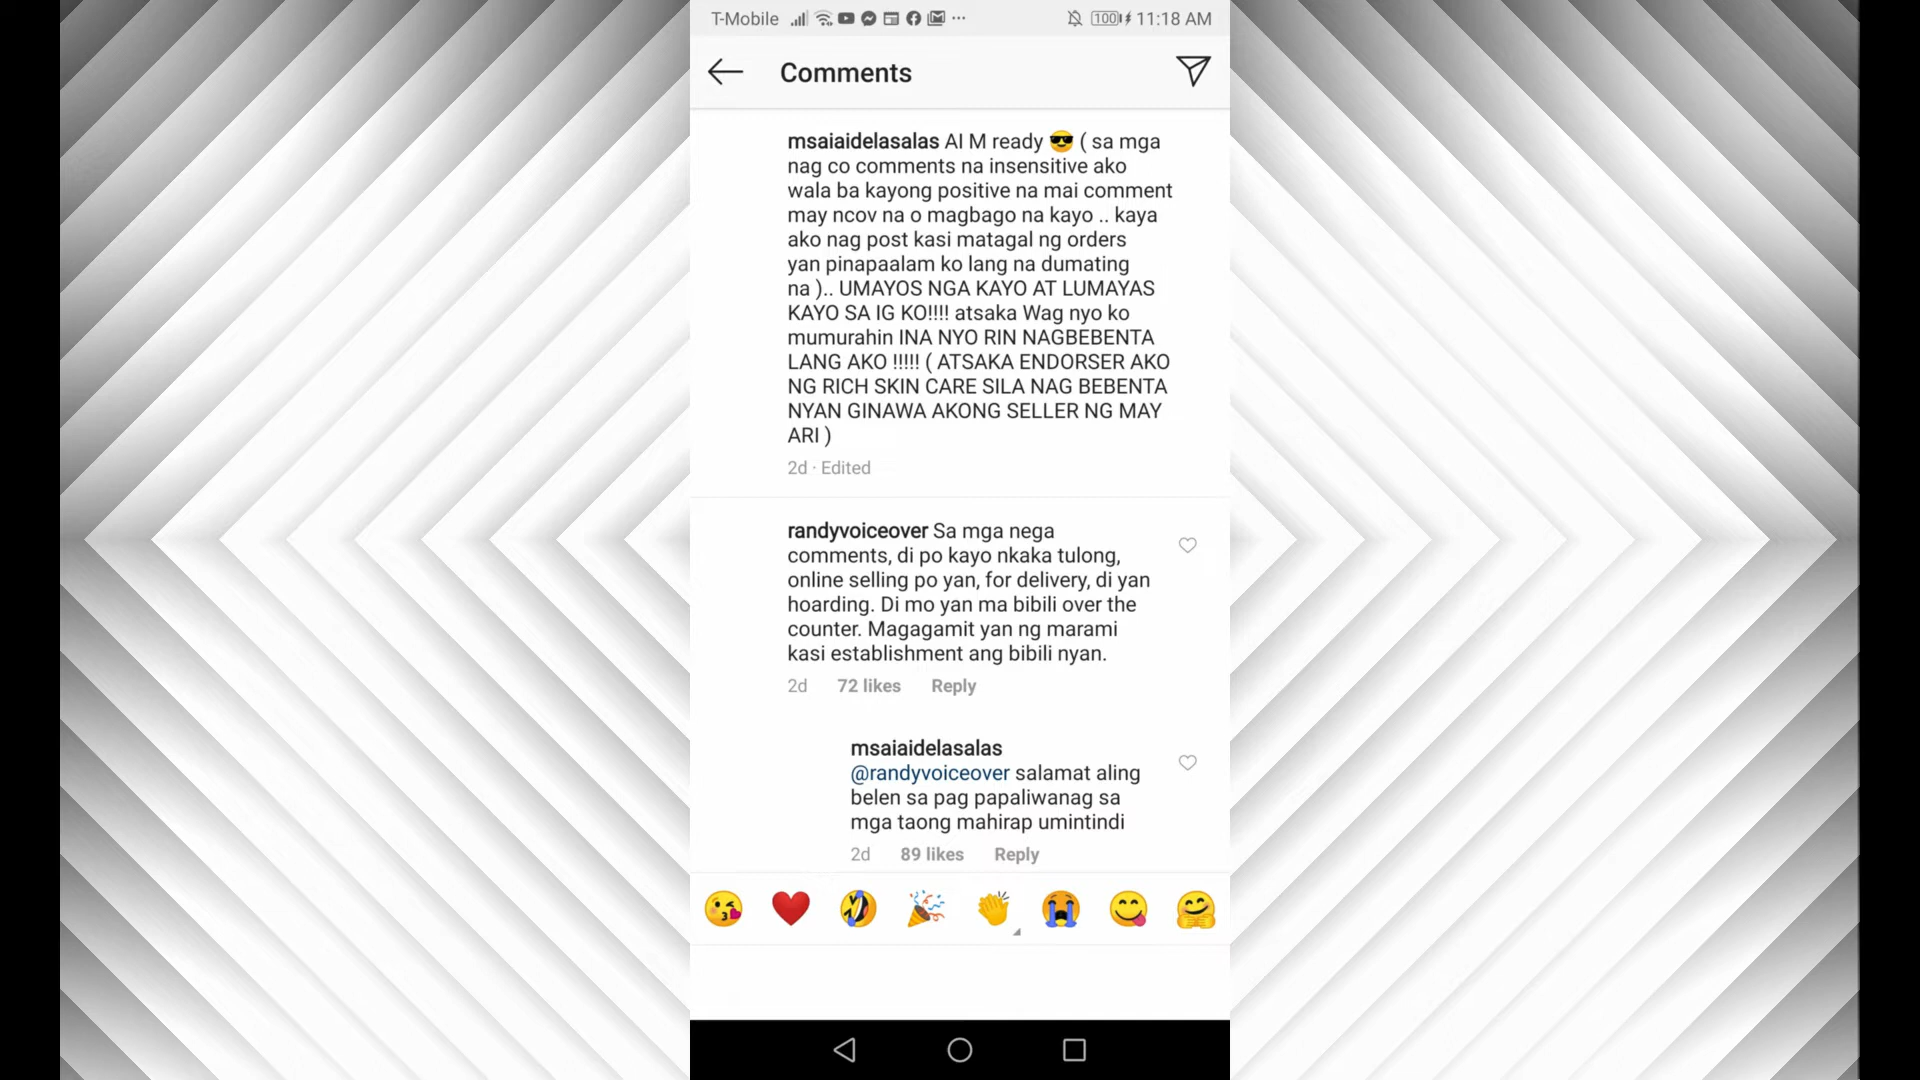 T-Mobile 100 11:18 AM
Comments
msaiaidelasalas AI M ready 😎 ( sa mga
nag co comments na insensitive ako
wala ba kayong positive na mai comment
may ncov na o magbago na kayo .. kaya
ako nag post kasi matagal ng orders
yan pinapaalam ko lang na dumating
na ).. UMAYOS NGA KAYO AT LUMAYAS
KAYO SA IG KO!!!! atsaka Wag nyo ko
mumurahin INA NYO RIN NAGBEBENTA
LANG AKO !!!!! ( ATSAKA ENDORSER AKO
NG RICH SKIN CARE SILA NAG BEBENTA
NYAN GINAWA AKONG SELLER NG MAY
ARI )
2d · Edited
randyvoiceover Sa mga nega
comments, di po kayo nkaka tulong,
online selling po yan, for delivery, di yan
hoarding. Di mo yan ma bibili over the
counter. Magagamit yan ng marami
kasi establishment ang bibili nyan.
2d 72 likes Reply
msaiaidelasalas
@randyvoiceover salamat aling
belen sa pag papaliwanag sa
mga taong mahirap umintindi
2d 89 likes Reply